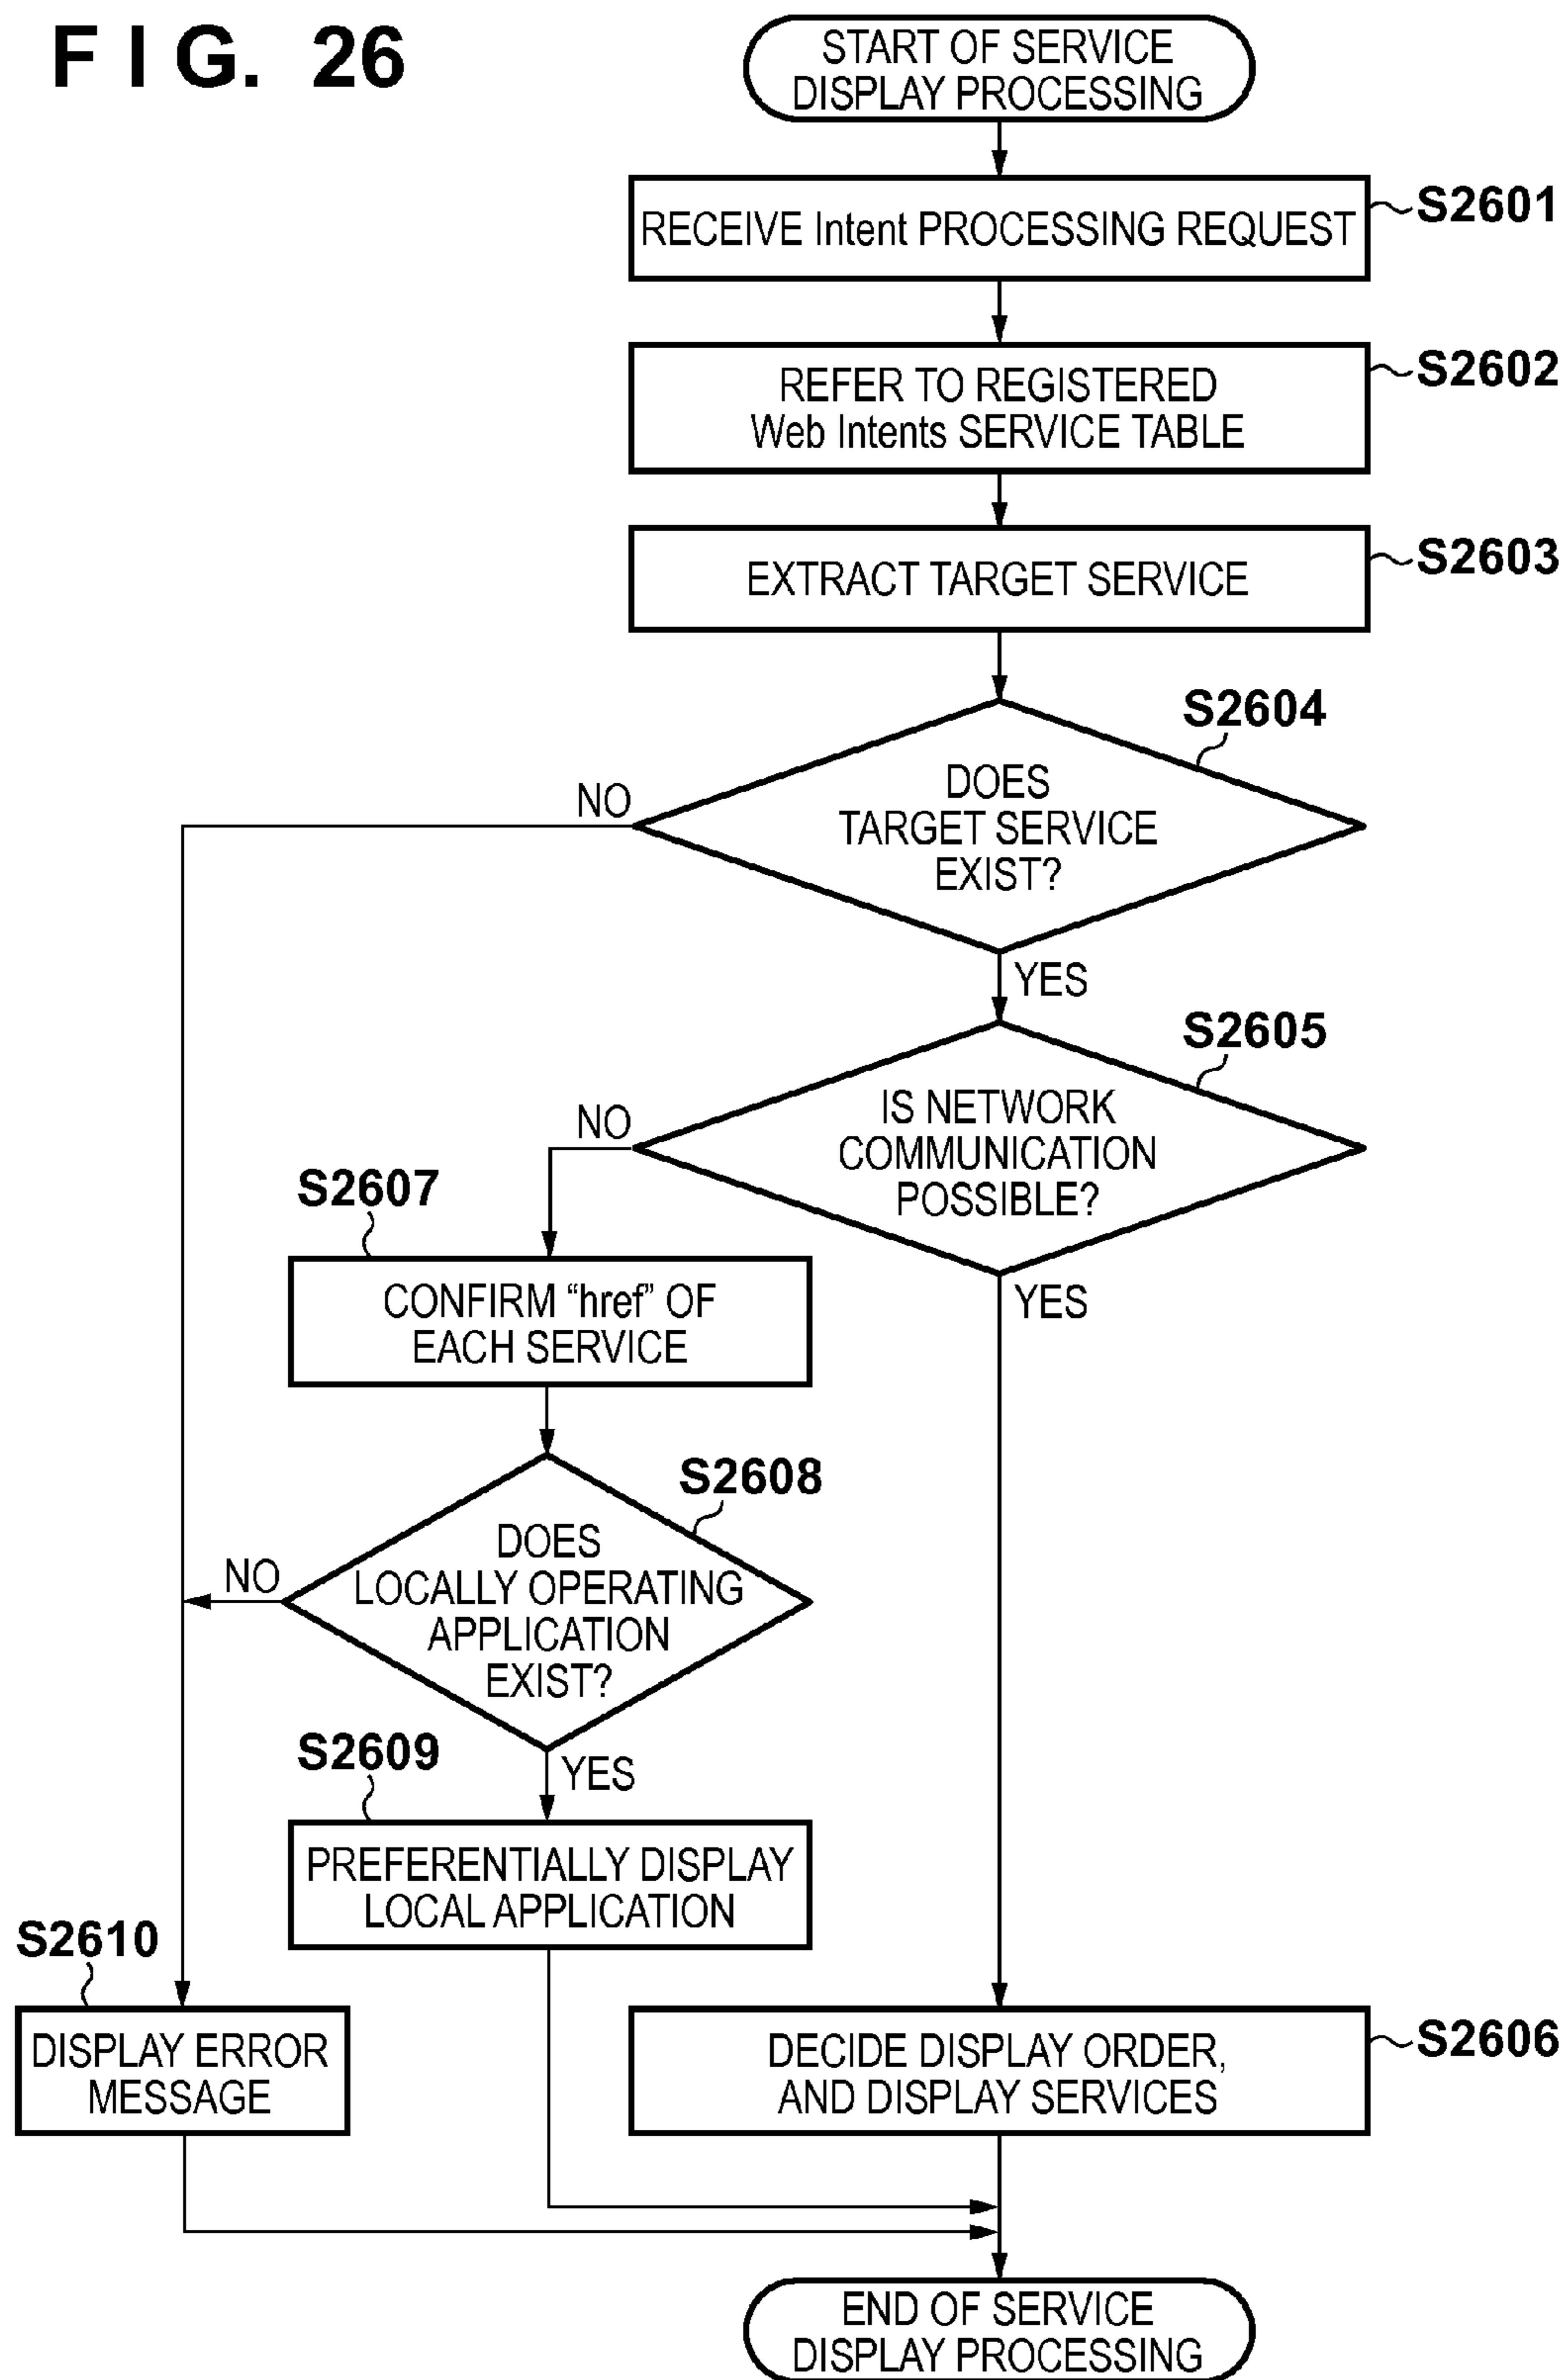 FIG. 26
START OF SERVICE
DISPLAY PROCESSING
S2601
RECEIVE Intent PROCESSING REQUEST
S2602
REFER TO REGISTERED
Web Intents SERVICE TABLE
S2603
EXTRACT TARGET SERVICE
S2604
DOES
TARGET SERVICE
EXIST?
NO
YES
S2605
IS NETWORK
COMMUNICATION
POSSIBLE?
NO
YES
S2607
CONFIRM “href” OF
EACH SERVICE
S2608
DOES
LOCALLY OPERATING
APPLICATION
EXIST?
NO
YES
S2609
PREFERENTIALLY DISPLAY
LOCAL APPLICATION
S2610
DISPLAY ERROR
MESSAGE
S2606
DECIDE DISPLAY ORDER,
AND DISPLAY SERVICES
END OF SERVICE
DISPLAY PROCESSING